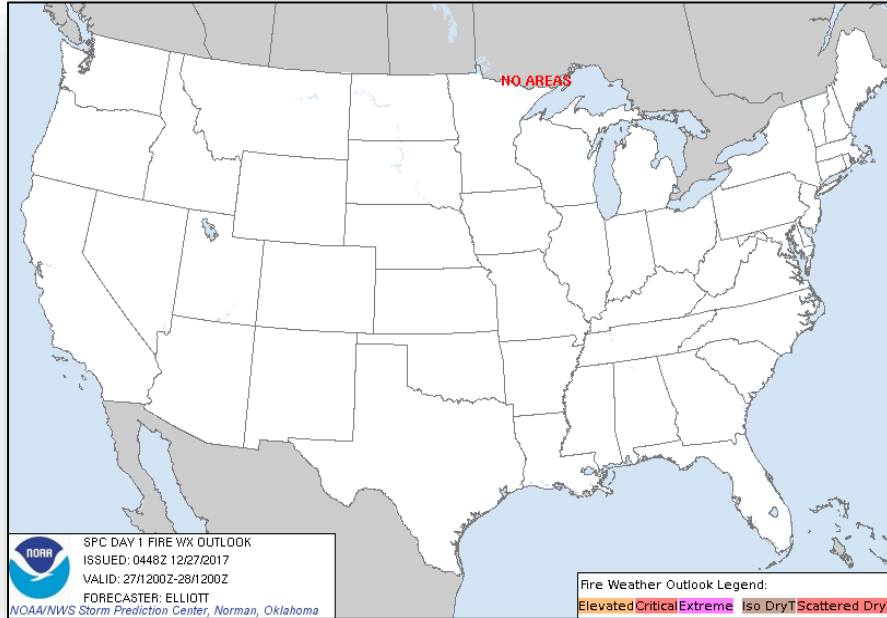 NO AREAS
NOAA
SPC DAY 1 FIRE WX OUTLOOK
ISSUED: 0448Z 12/27/2017
VALID: 27/1200Z-28/1200Z
FORECASTER: ELLIOTT
NOAA/NWS Storm Prediction Center, Norman, Oklahoma
Fire Weather Outlook Legend:
Elevated Critical Extreme Iso DryT Scattered Dry